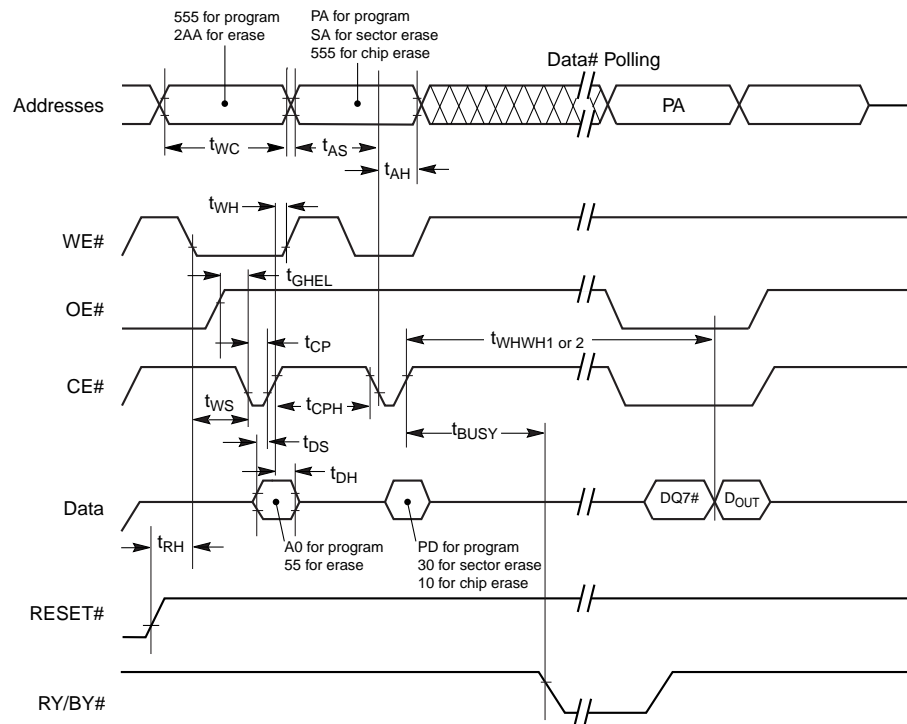 555 for program
2AA for erase
PA for program
SA for sector erase
555 for chip erase
Data# Polling
Addresses
PA
tWC
tAS
tAH
tWH
WE#
tGHEL
OE#
tCP
tWHWH1 or 2
CE#
tWS
tCPH
tBUSY
tDS
tDH
Data
DQ7#
DOUT
tRH
A0 for program
55 for erase
PD for program
30 for sector erase
10 for chip erase
RESET#
RY/BY#